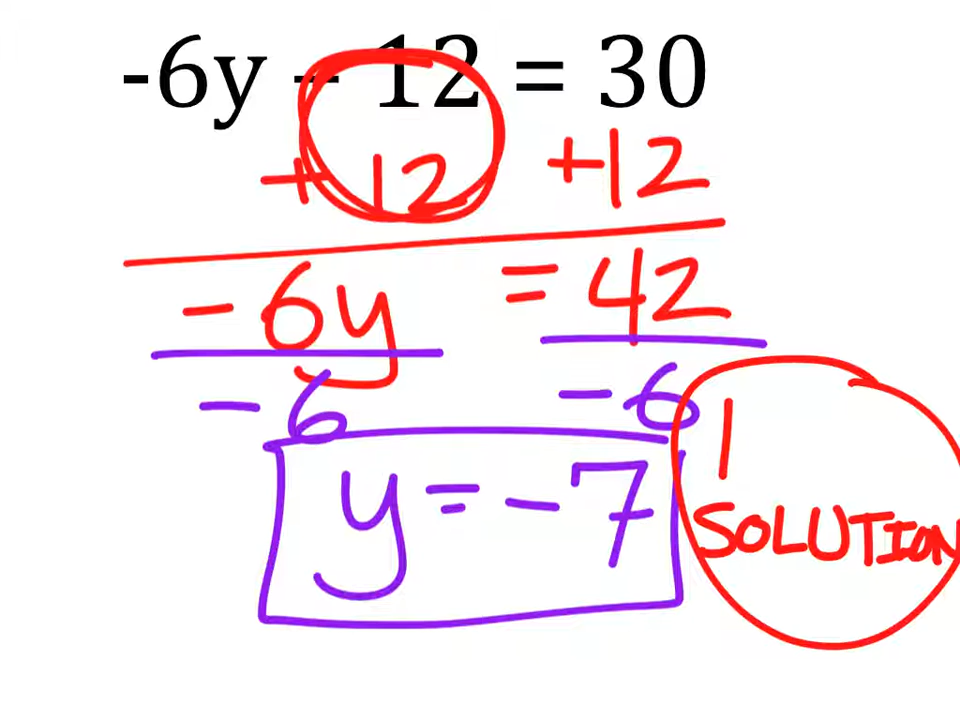 -6y - 12 = 30
+ 12 +12
- 6y = 42
- 6 - 6
y = - 7
1
SOLUTION